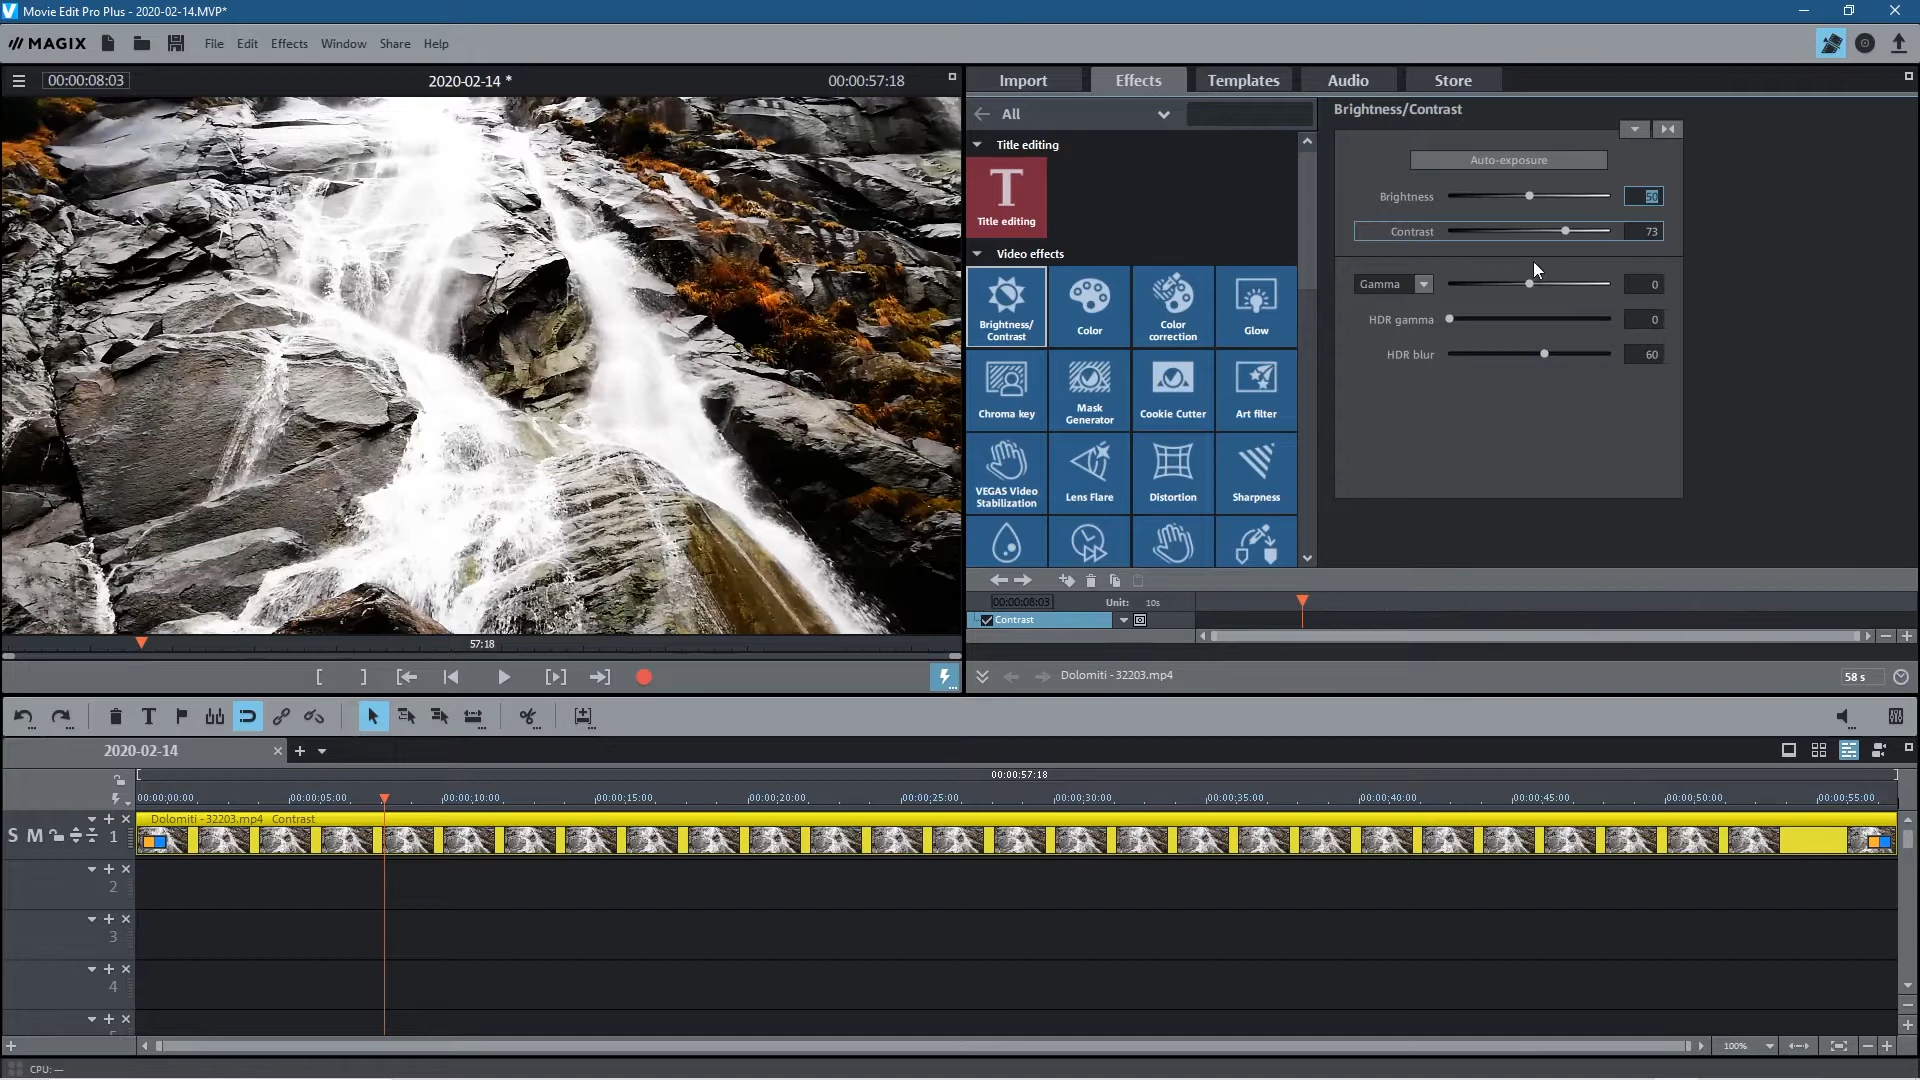 Movie Edit Pro Plus - 2020-02-14.MVP*
MAGIX File Edit Effects Window Share Help
00:00:08:03 2020-02-14 * 00:00:57:18
Import Effects Templates Audio Store
All
Brightness/Contrast
Title editing
T
Title editing
Video effects
Brightness/
Contrast
Color
Color
correction
Glow
Chroma key
Mask
Generator
Cookie Cutter
Art filter
VEGAS Video
Stabilization
Lens Flare
Distortion
Sharpness
Auto-exposure
Brightness 50
Contrast 73
Gamma 0
HDR gamma 0
HDR blur 60
00:00:08:03 Unit: 10s
Contrast
57:18
Dolomiti - 32203.mp4 58 s
2020-02-14
00:00:57:18
00:00:00:00 00:00:05:00 00:00:10:00 00:00:15:00 00:00:20:00 00:00:25:00 00:00:30:00 00:00:35:00 00:00:40:00 00:00:45:00 00:00:50:00 00:00:55:00
Dolomiti - 32203.mp4 Contrast
S M 1
2
3
4
100%
CPU: —